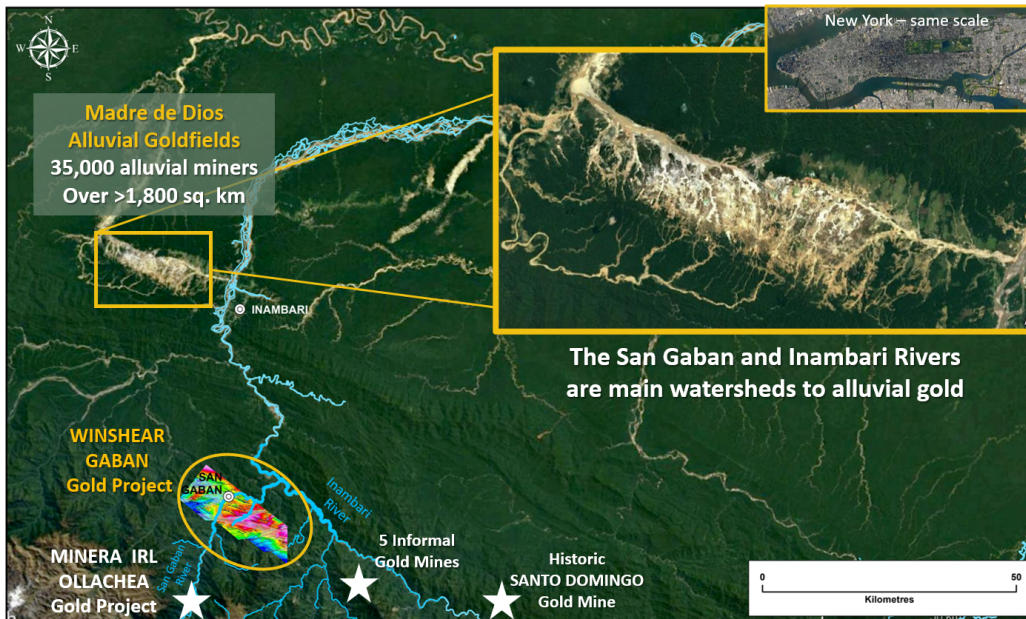 N
W
E
S
New York – same scale
Madre de Dios
Alluvial Goldfields
35,000 alluvial miners
Over >1,800 sq. km
INAMBARI
The San Gaban and Inambari Rivers
are main watersheds to alluvial gold
WINSHEAR
GABAN
Gold Project
SAN
GABAN
Inambari
River
San Gaban
River
MINERA IRL
OLLACHEA
Gold Project
5 Informal
Gold Mines
Historic
SANTO DOMINGO
Gold Mine
0
50
Kilometres